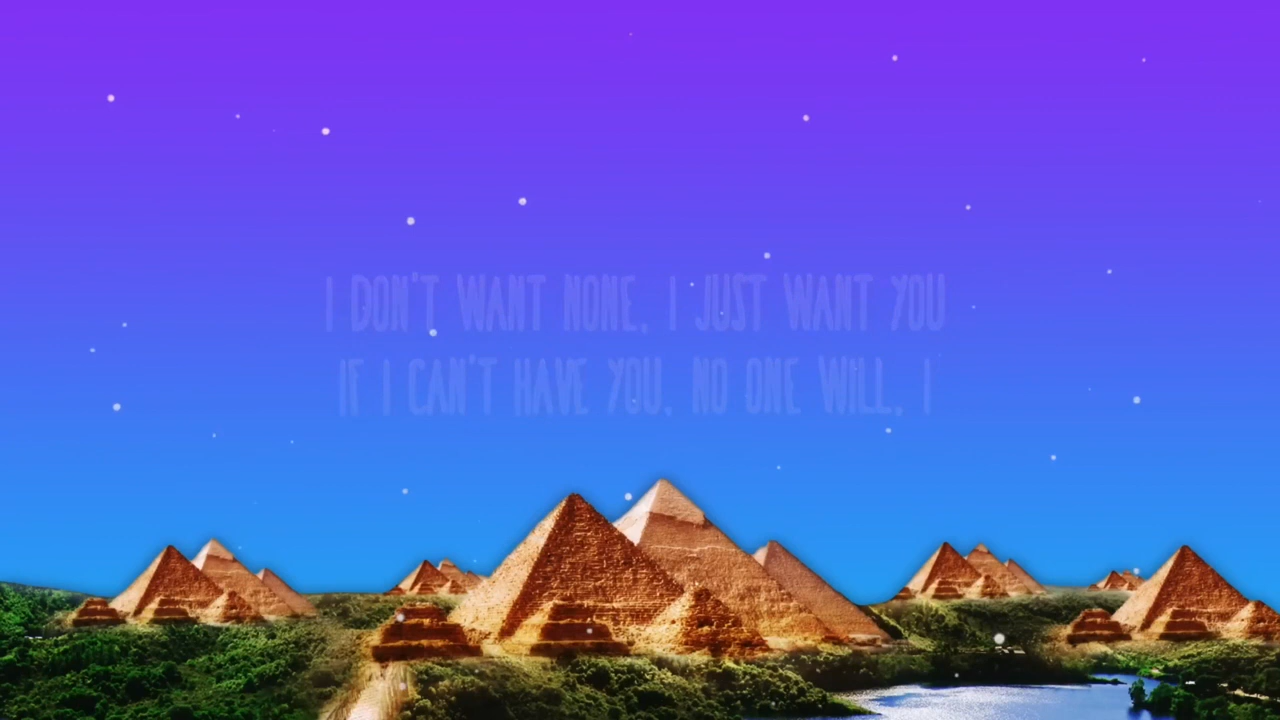 I DON'T WANT NONE, I JUST WANT YOU
IF I CAN'T HAVE YOU, NO ONE WILL, I